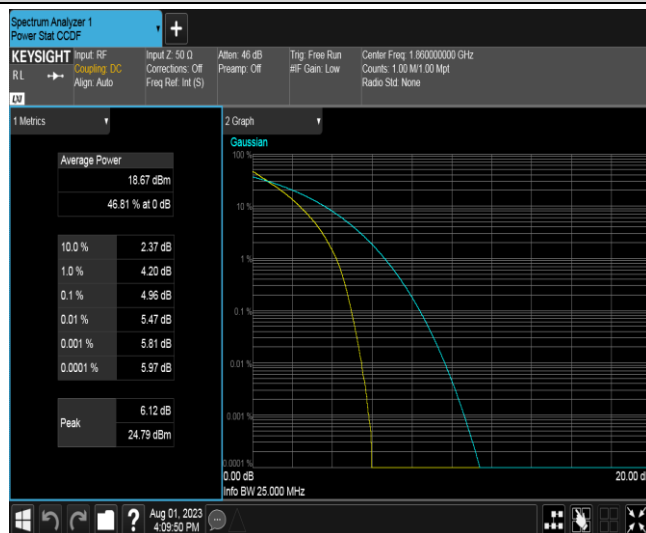 Spectrum Analyzer 1
Power Stat CCDF
KEYSIGHT
RL
LXI
Input: RF
Coupling: DC
Align: Auto
Input Z: 50 Ω
Corrections: Off
Freq Ref: Int (S)
Atten: 46 dB
Preamp: Off
Trig: Free Run
#IF Gain: Low
Center Freq: 1.860000000 GHz
Counts: 1.00 M/1.00 Mpt
Radio Std: None
1 Metrics
Average Power
18.67 dBm
46.81 % at 0 dB
10.0 % 2.37 dB
1.0 % 4.20 dB
0.1 % 4.96 dB
0.01 % 5.47 dB
0.001 % 5.81 dB
0.0001 % 5.97 dB
Peak
6.12 dB
24.79 dBm
2 Graph
Gaussian
100 %
10 %
1 %
0.1 %
0.01 %
0.001 %
0.0001 %
0.00 dB
20.00 d
Info BW 25.000 MHz
?
Aug 01, 2023
4:09:50 PM